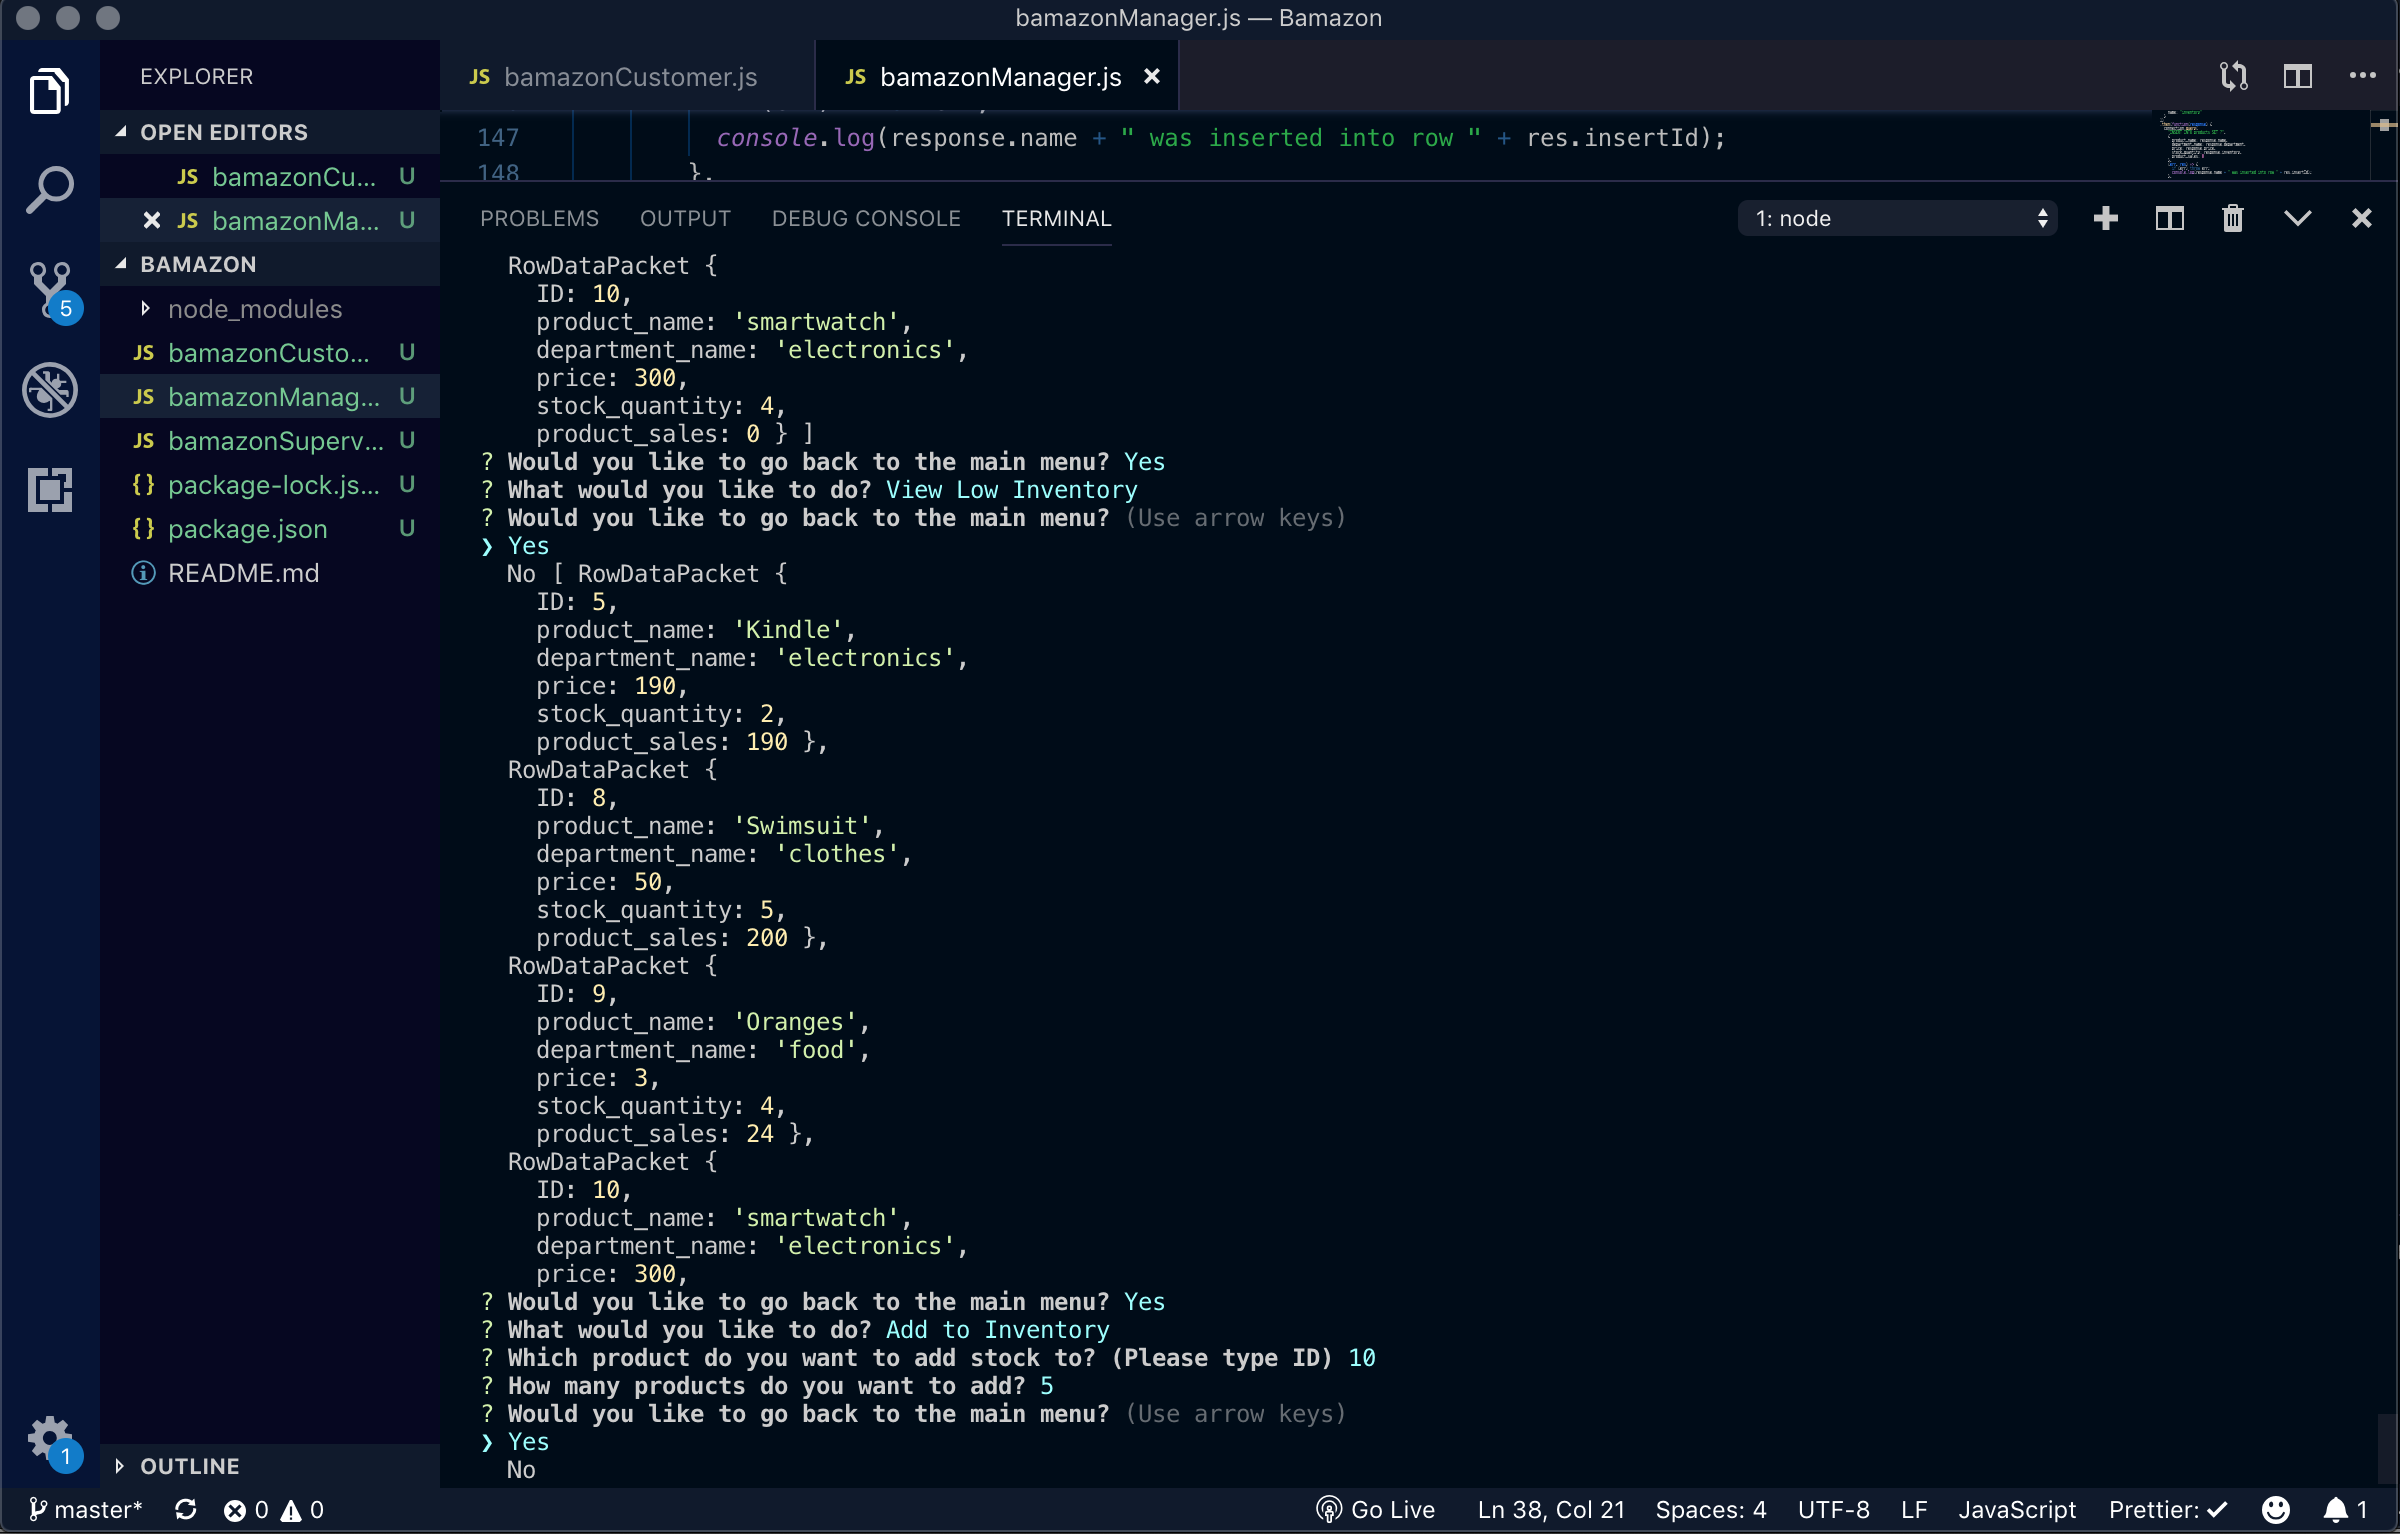 bamazonManager.js — Bamazon
EXPLORER
OPEN EDITORS
JS bamazonCu... U
JS bamazonMa... U
BAMAZON
node_modules
JS bamazonCusto... U
JS bamazonManag... U
JS bamazonSuperv... U
{} package-lock.js... U
{} package.json U
README.md
OUTLINE
5
1
JS bamazonCustomer.js
JS bamazonManager.js
147 console.log(response.name + " was inserted into row " + res.insertId);
148 },
PROBLEMS OUTPUT DEBUG CONSOLE TERMINAL 1: node
RowDataPacket {
ID: 10,
product_name: 'smartwatch',
department_name: 'electronics',
price: 300,
stock_quantity: 4,
product_sales: 0 } ]
? Would you like to go back to the main menu? Yes
? What would you like to do? View Low Inventory
? Would you like to go back to the main menu? (Use arrow keys)
❯ Yes
No [ RowDataPacket {
ID: 5,
product_name: 'Kindle',
department_name: 'electronics',
price: 190,
stock_quantity: 2,
product_sales: 190 },
RowDataPacket {
ID: 8,
product_name: 'Swimsuit',
department_name: 'clothes',
price: 50,
stock_quantity: 5,
product_sales: 200 },
RowDataPacket {
ID: 9,
product_name: 'Oranges',
department_name: 'food',
price: 3,
stock_quantity: 4,
product_sales: 24 },
RowDataPacket {
ID: 10,
product_name: 'smartwatch',
department_name: 'electronics',
price: 300,
? Would you like to go back to the main menu? Yes
? What would you like to do? Add to Inventory
? Which product do you want to add stock to? (Please type ID) 10
? How many products do you want to add? 5
? Would you like to go back to the main menu? (Use arrow keys)
❯ Yes
No
master* 0 0 Go Live Ln 38, Col 21 Spaces: 4 UTF-8 LF JavaScript Prettier: ✓ 1